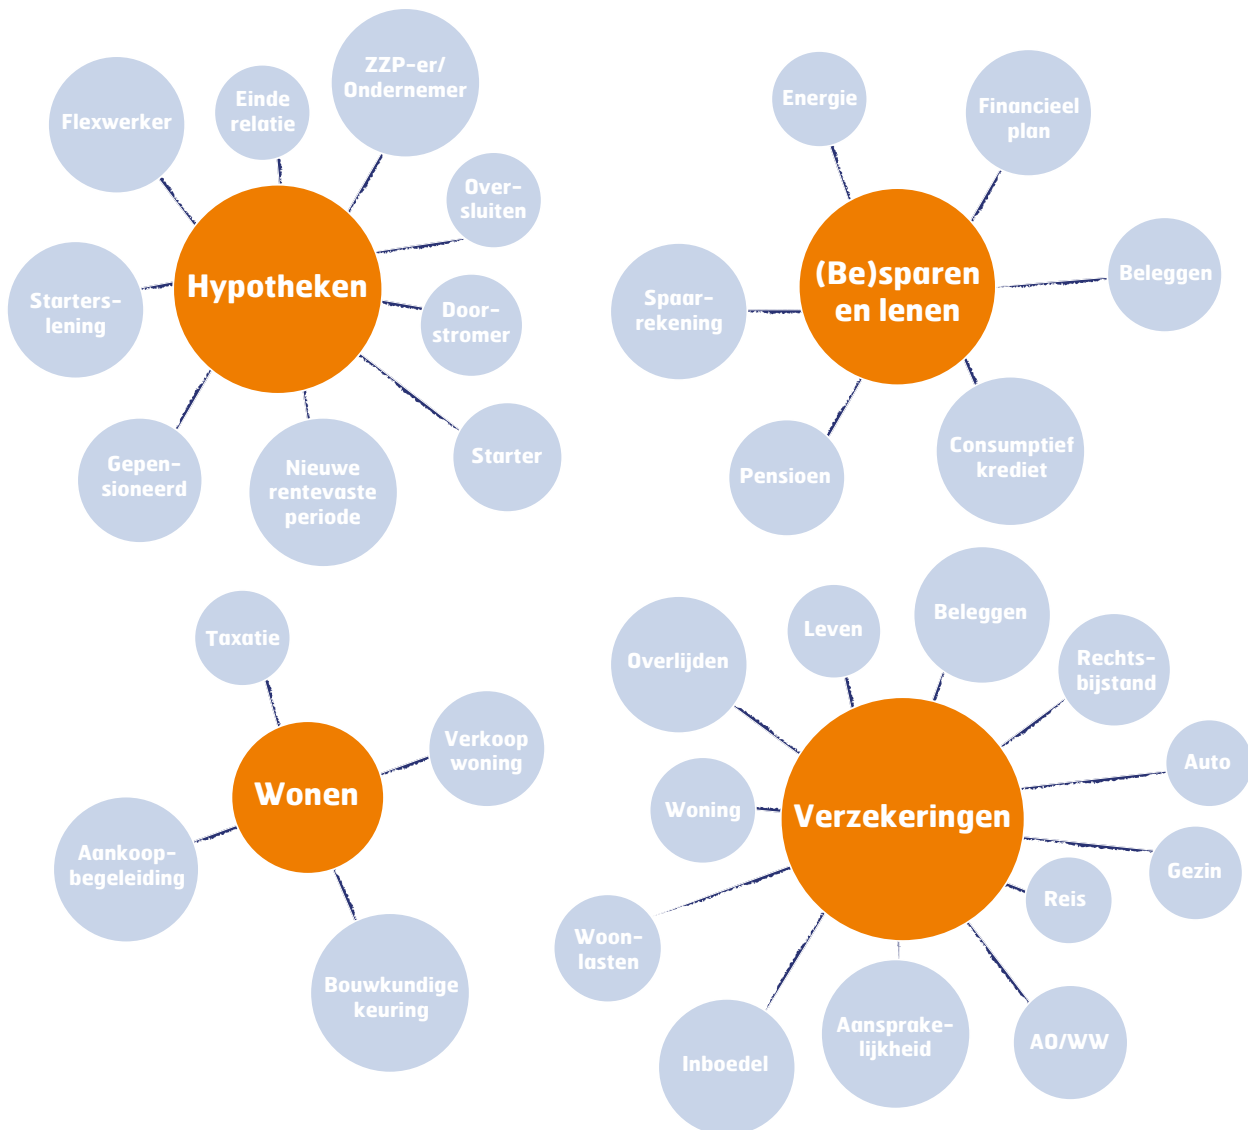 Hypotheken
Flexwerker
Einde
relatie
ZZP-er/
Ondernemer
Over-
sluiten
Door-
stromer
Starter
Nieuwe
rentevaste
periode
Gepen-
sioneerd
Starters-
lening
(Be)sparen
en lenen
Energie
Financieel
plan
Beleggen
Consumptief
krediet
Pensioen
Spaar-
rekening
Wonen
Taxatie
Verkoop
woning
Bouwkundige
keuring
Aankoop-
begeleiding
Verzekeringen
Overlijden
Leven
Beleggen
Rechts-
bijstand
Auto
Gezin
Reis
AO/WW
Aansprake-
lijkheid
Inboedel
Woon-
lasten
Woning